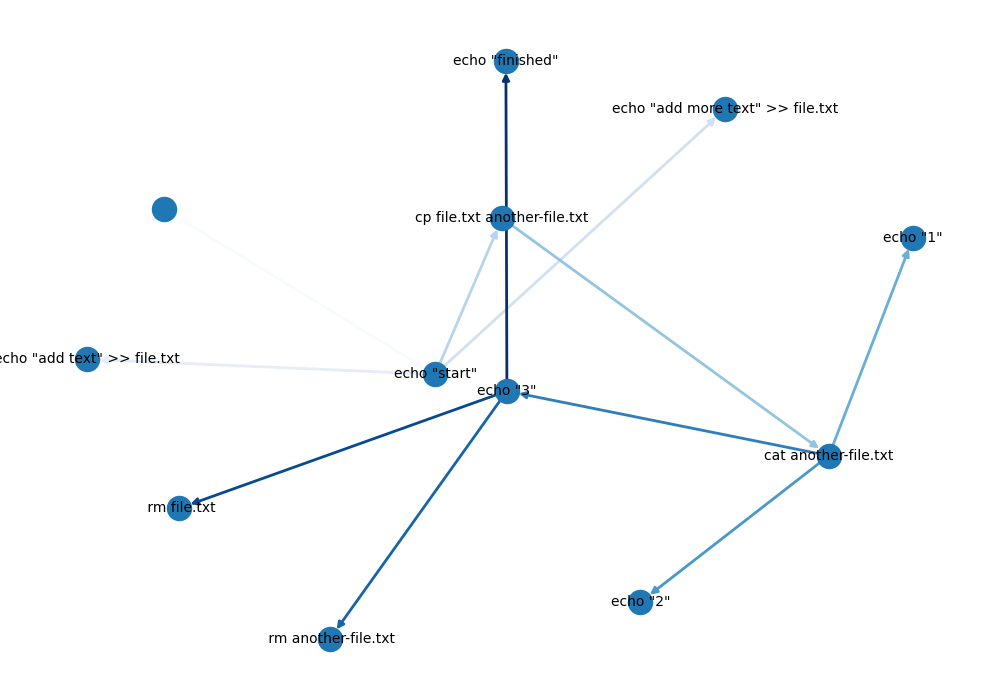 echo "finished"
echo "add more text" >> file.txt
cp file.txt another-file.txt
echo "1"
echo "add text" >> file.txt
echo "start"
echo "3"
cat another-file.txt
rm file.txt
echo "2"
rm another-file.txt